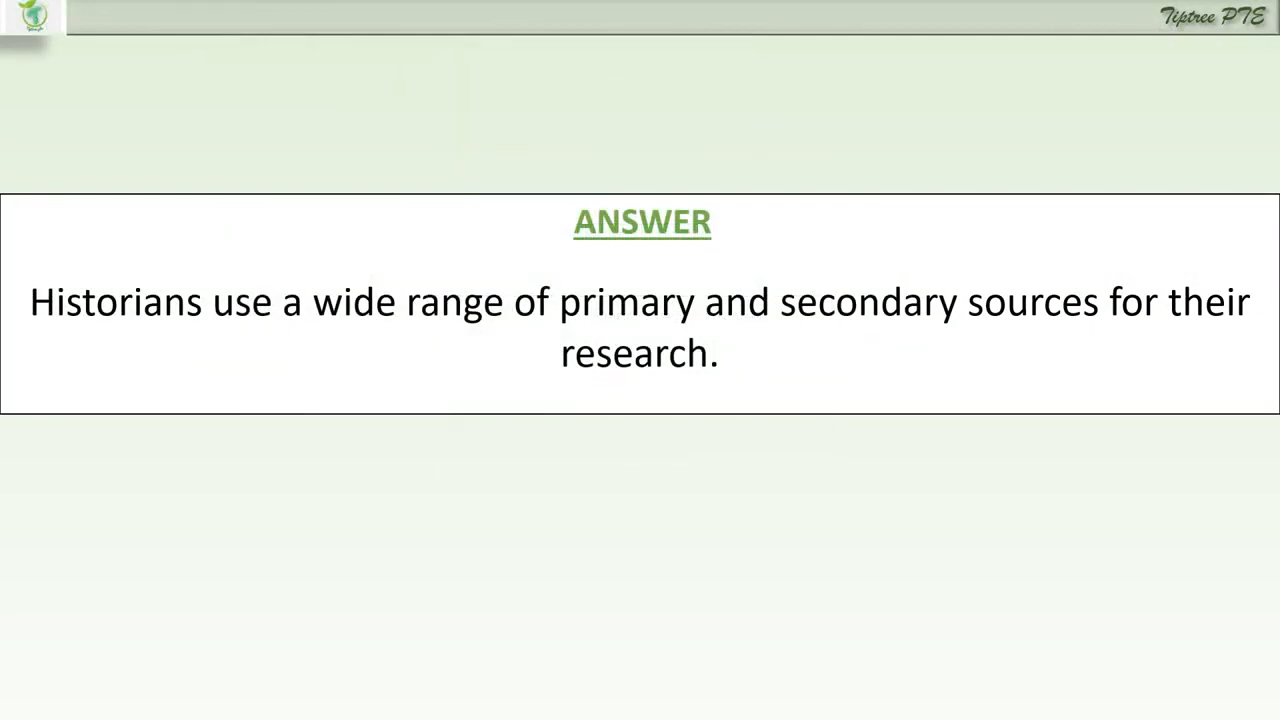 Tiptree PTE
ANSWER
Historians use a wide range of primary and secondary sources for their
research.